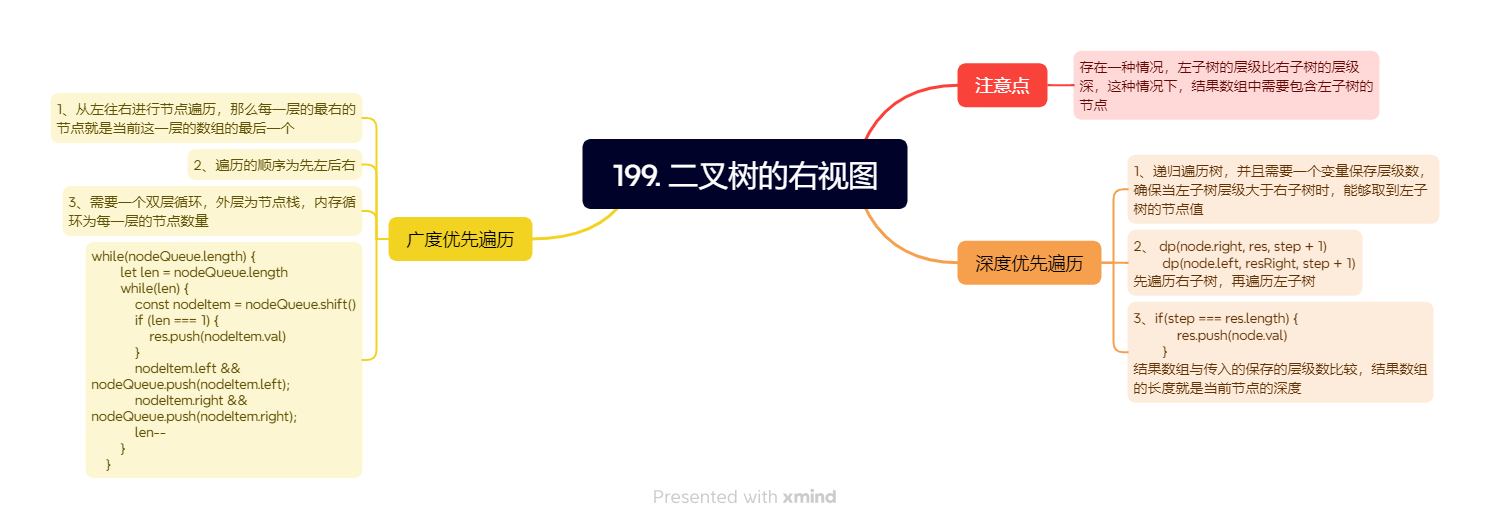 199. 二叉树的右视图
注意点
存在一种情况，左子树的层级比右子树的层级
深，这种情况下，结果数组中需要包含左子树的
节点
深度优先遍历
1、递归遍历树，并且需要一个变量保存层级数，
确保当左子树层级大于右子树时，能够取到左子
树的节点值
2、 dp(node.right, res, step + 1)
dp(node.left, resRight, step + 1)
先遍历右子树，再遍历左子树
3、if(step === res.length) {
res.push(node.val)
}
结果数组与传入的保存的层级数比较，结果数组
的长度就是当前节点的深度
广度优先遍历
1、从左往右进行节点遍历，那么每一层的最右的
节点就是当前这一层的数组的最后一个
2、遍历的顺序为先左后右
3、需要一个双层循环，外层为节点栈，内存循
环为每一层的节点数量
while(nodeQueue.length) {
let len = nodeQueue.length
while(len) {
const nodeItem = nodeQueue.shift()
if (len === 1) {
res.push(nodeItem.val)
}
nodeItem.left &&
nodeQueue.push(nodeItem.left);
nodeItem.right &&
nodeQueue.push(nodeItem.right);
len--
}
}
Presented with xmind